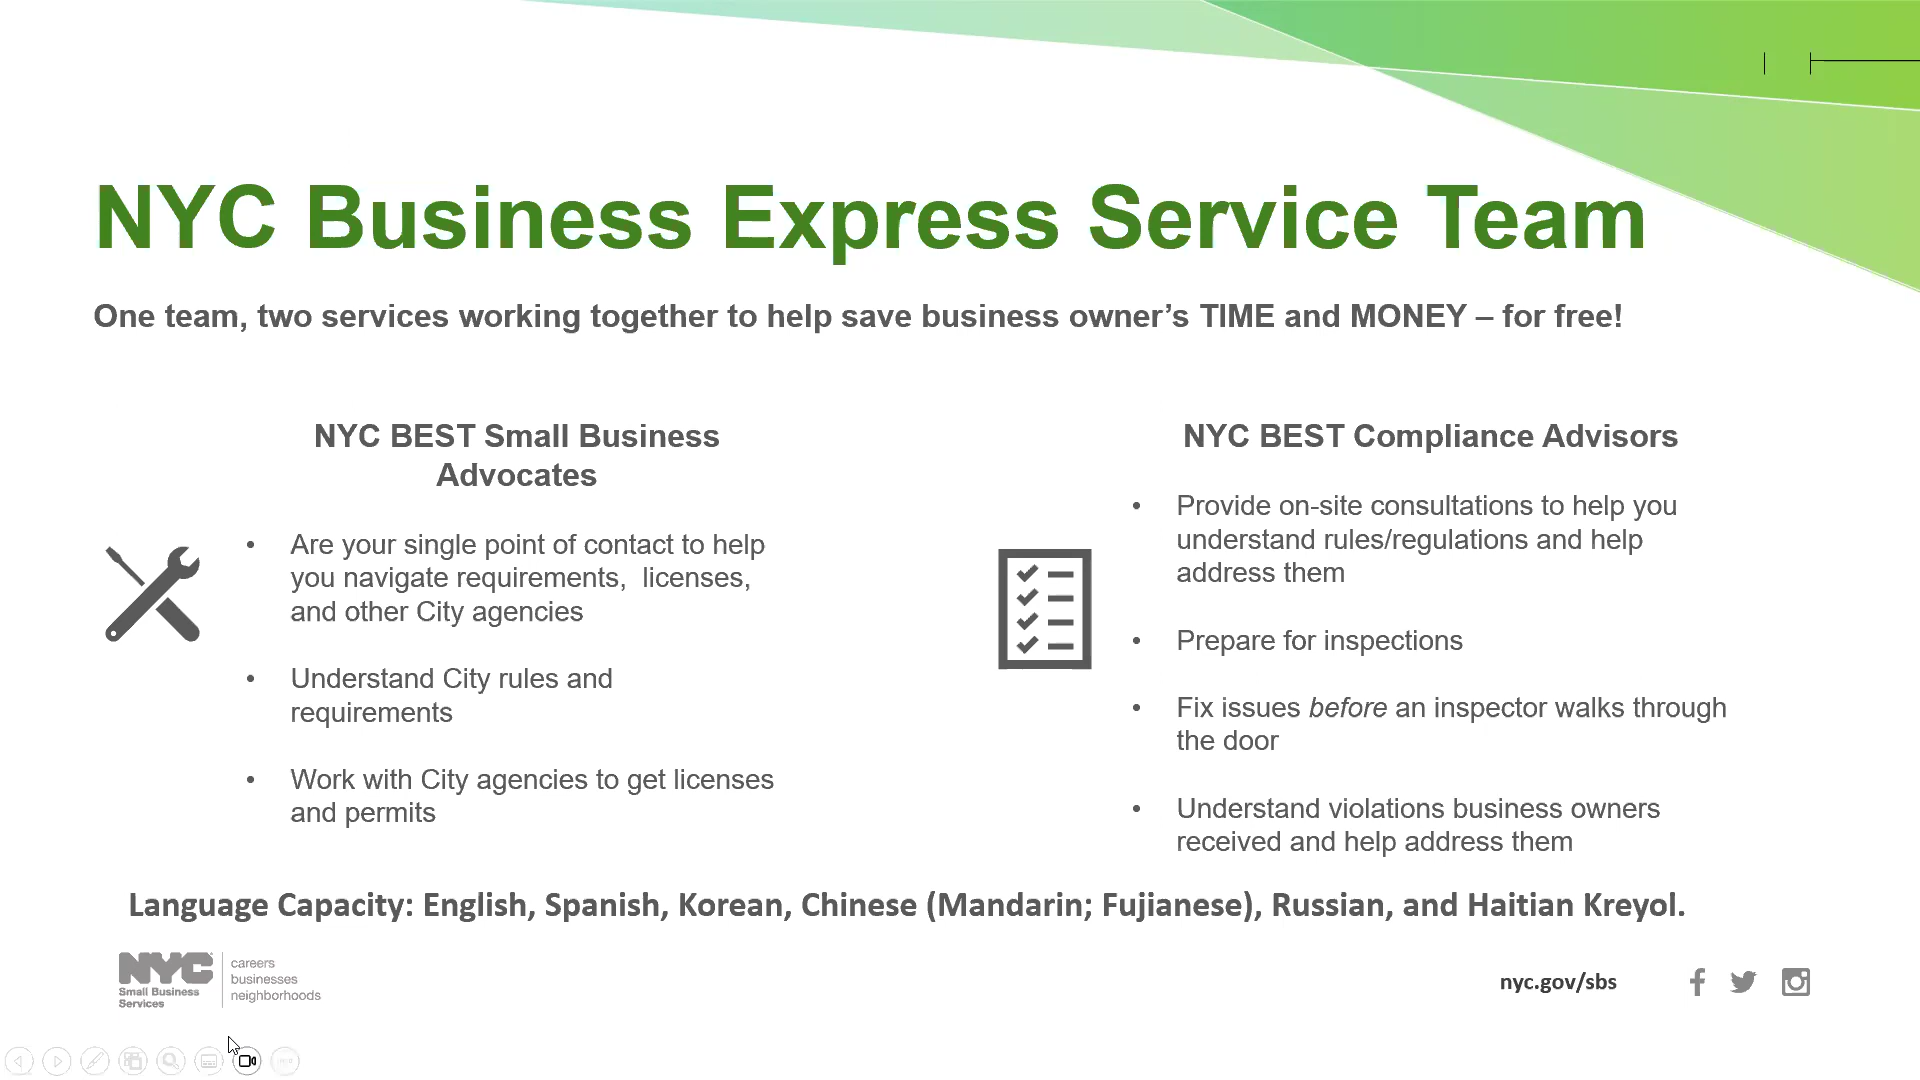 NYC Business Express Service Team
One team, two services working together to help save business owner’s TIME and MONEY – for free!
NYC BEST Small Business
Advocates
• Are your single point of contact to help
you navigate requirements,  licenses,
and other City agencies
• Understand City rules and
requirements
• Work with City agencies to get licenses
and permits
NYC BEST Compliance Advisors
• Provide on-site consultations to help you
understand rules/regulations and help
address them
• Prepare for inspections
• Fix issues before an inspector walks through
the door
• Understand violations business owners
received and help address them
Language Capacity: English, Spanish, Korean, Chinese (Mandarin; Fujianese), Russian, and Haitian Kreyol.
NYC
Small Business
Services
careers
businesses
neighborhoods
nyc.gov/sbs